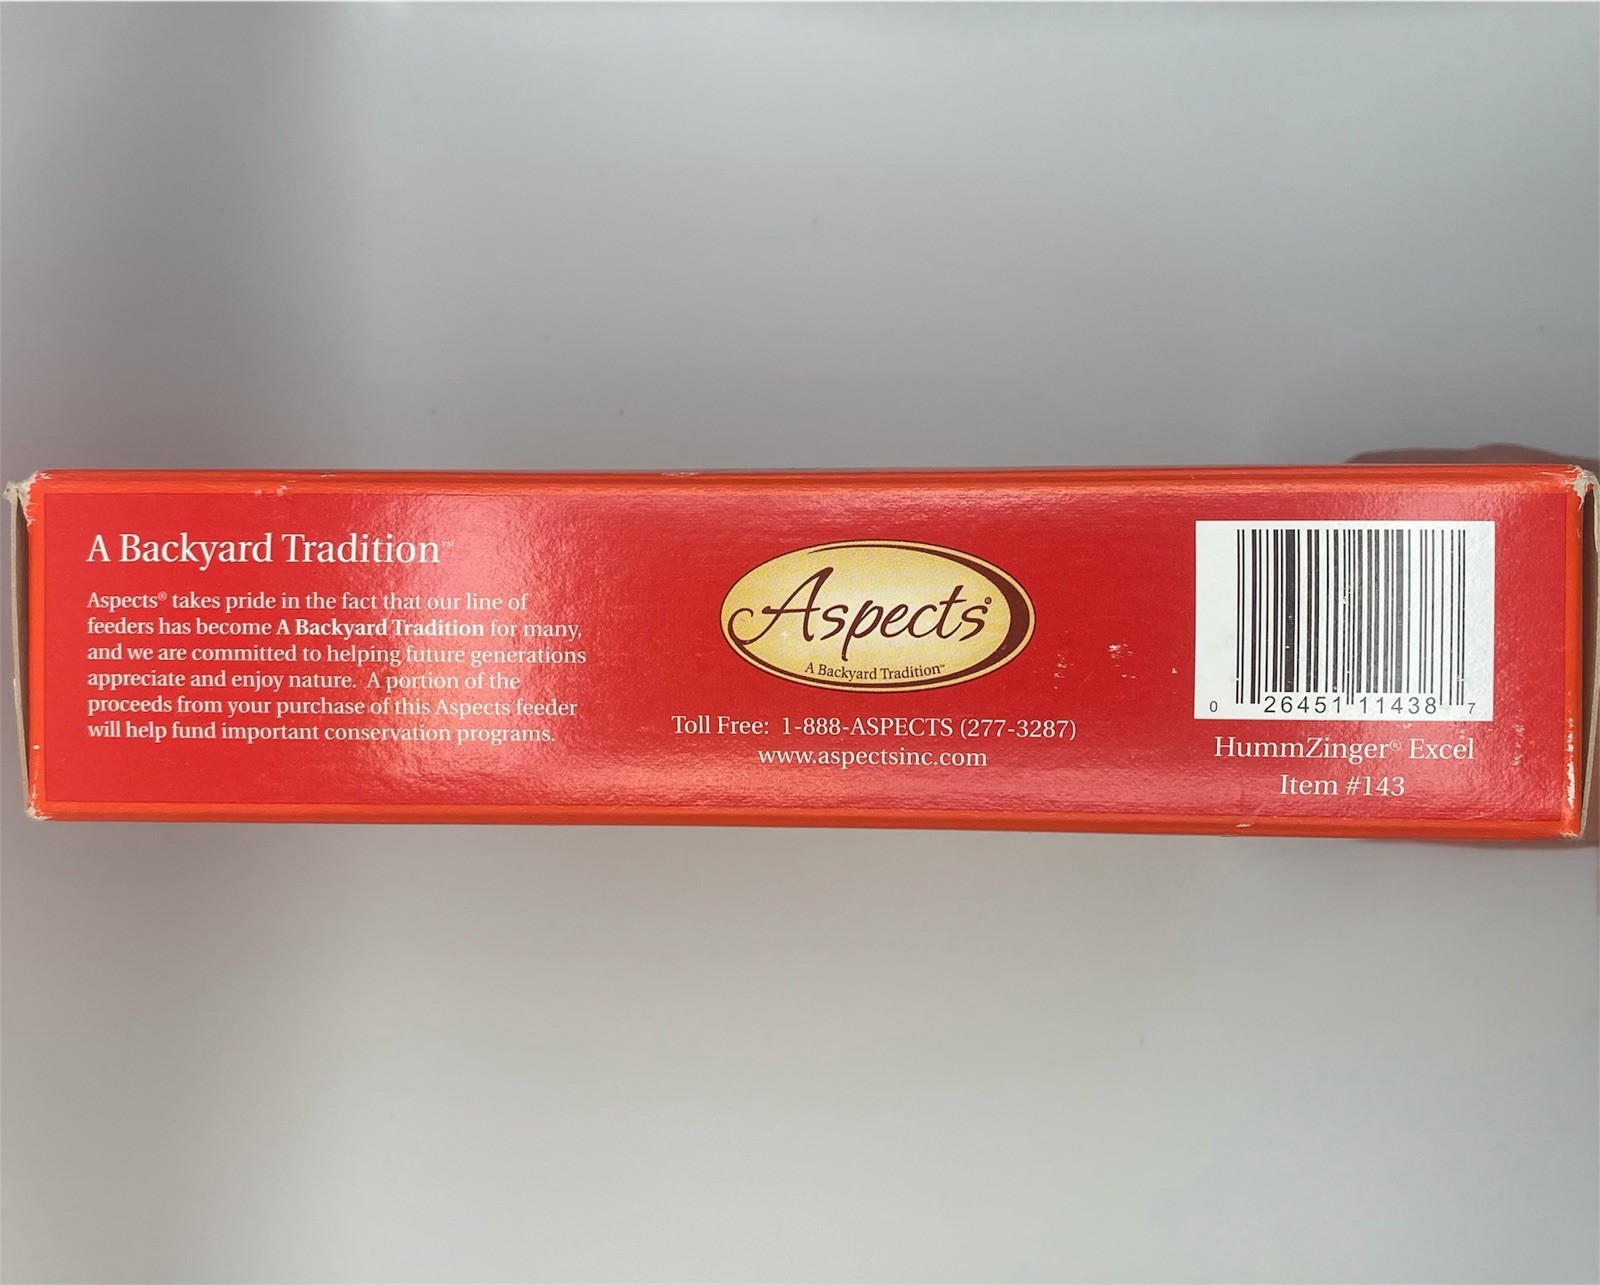 A Backyard Tradition™
Aspects® takes pride in the fact that our line of
feeders has become A Backyard Tradition for many,
and we are committed to helping future generations
appreciate and enjoy nature. A portion of the
proceeds from your purchase of this Aspects feeder
will help fund important conservation programs.
Aspects®
A Backyard Tradition™
Toll Free: 1-888-ASPECTS (277-3287)
www.aspectsinc.com
0 26451 11438 7
HummZinger® Excel
Item #143